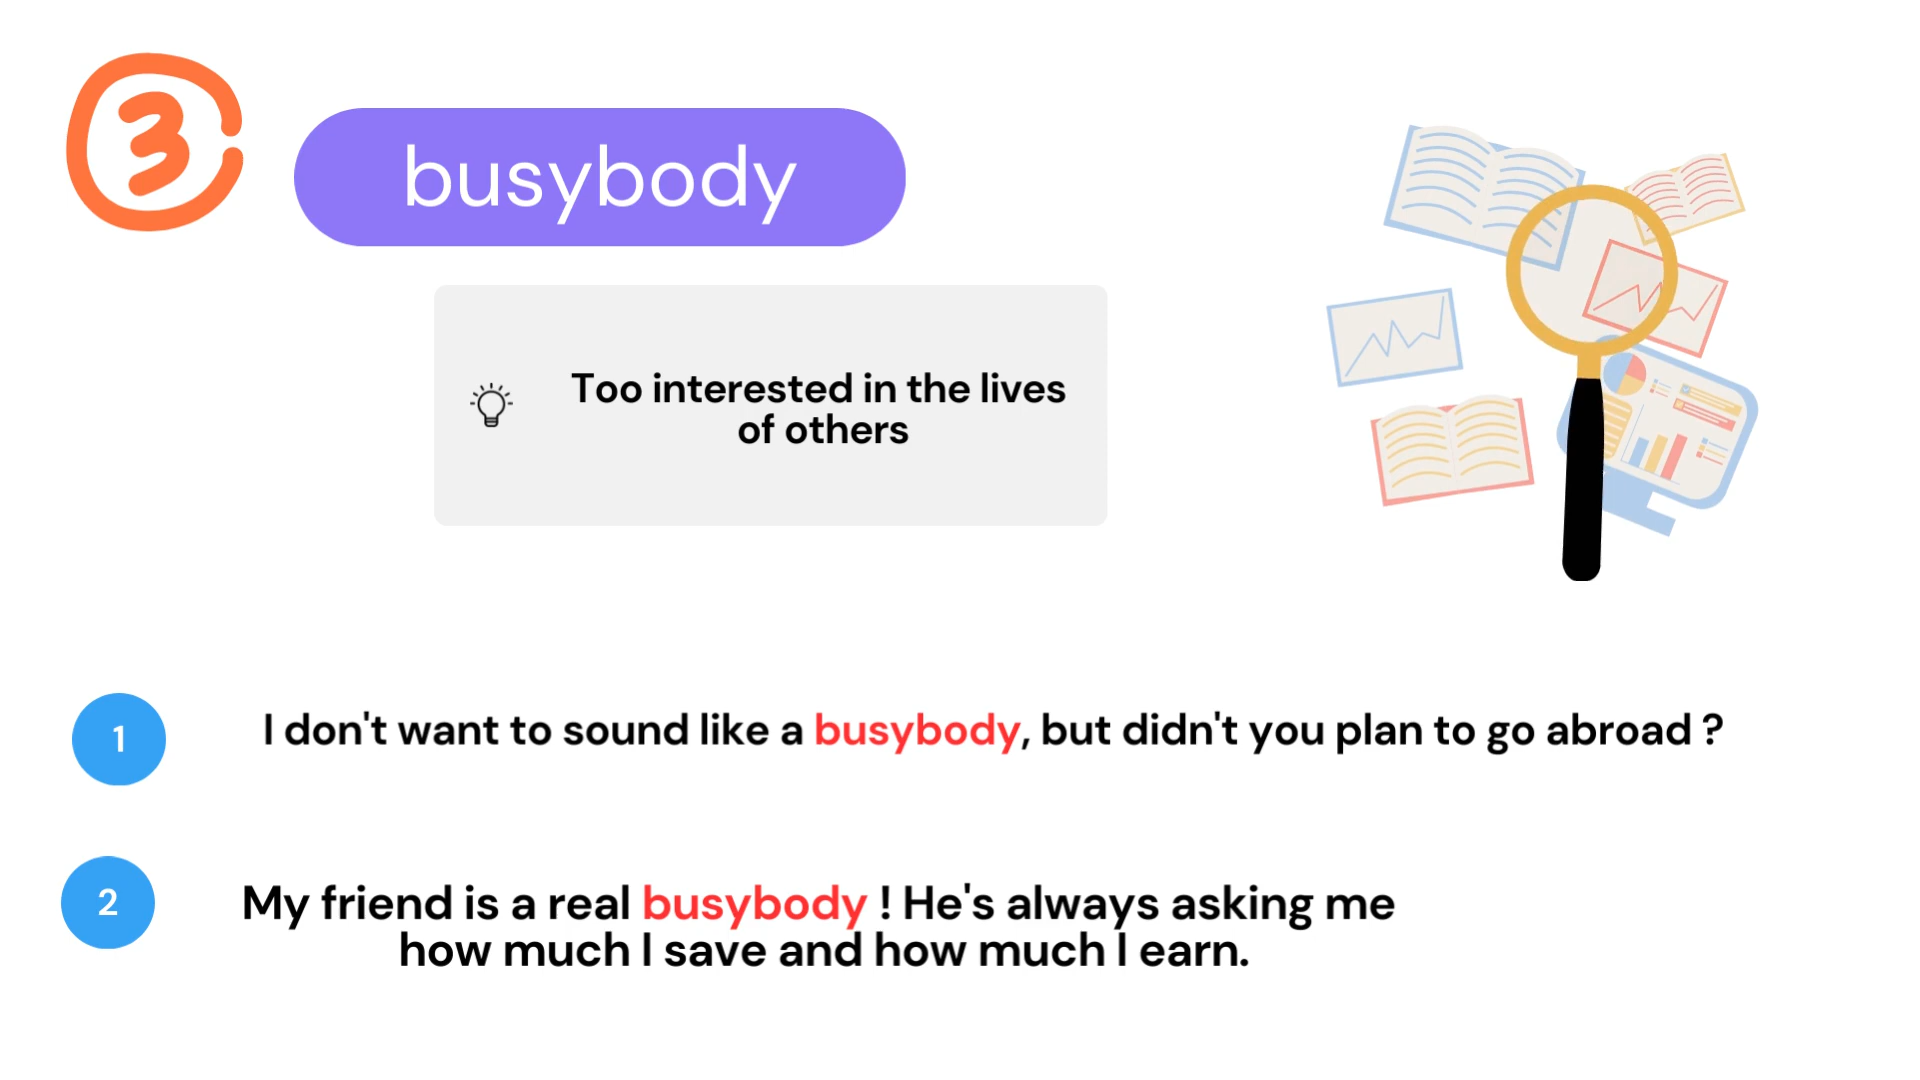 3
busybody
Too interested in the lives
of others
1
I don't want to sound like a busybody, but didn't you plan to go abroad ?
2
My friend is a real busybody ! He's always asking me
how much I save and how much I earn.